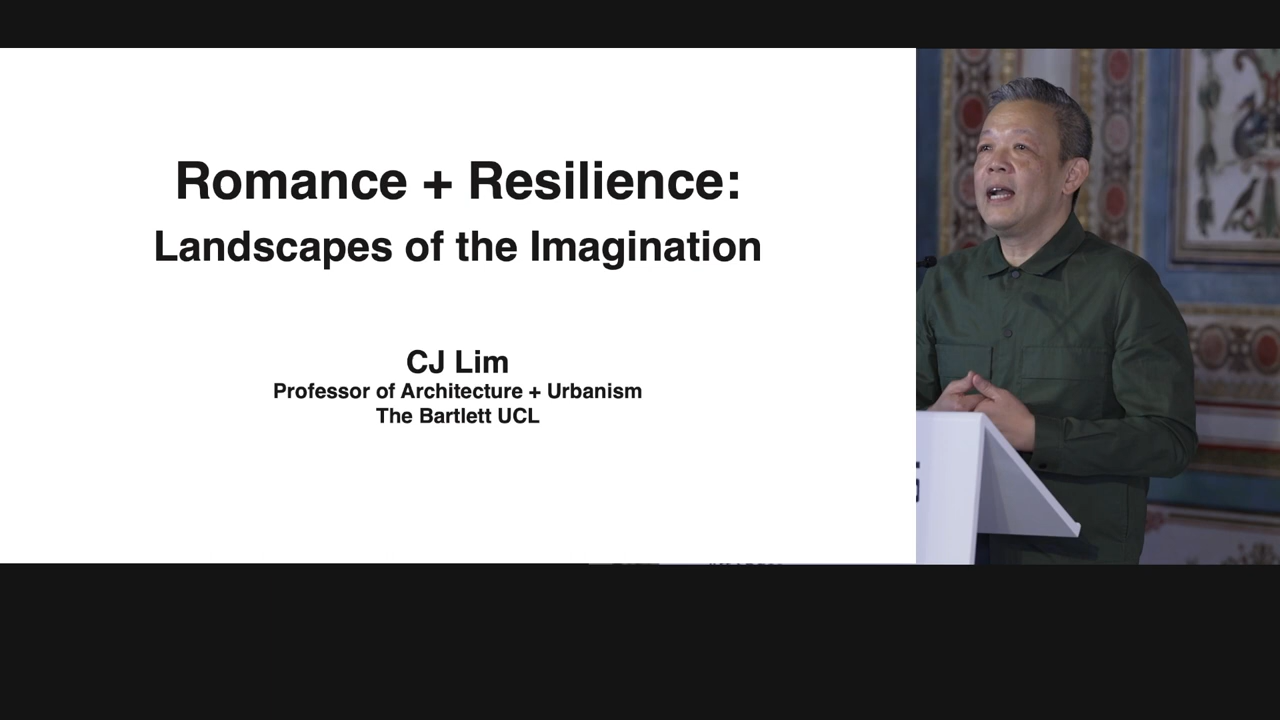 Romance + Resilience:
Landscapes of the Imagination
CJ Lim
Professor of Architecture + Urbanism
The Bartlett UCL